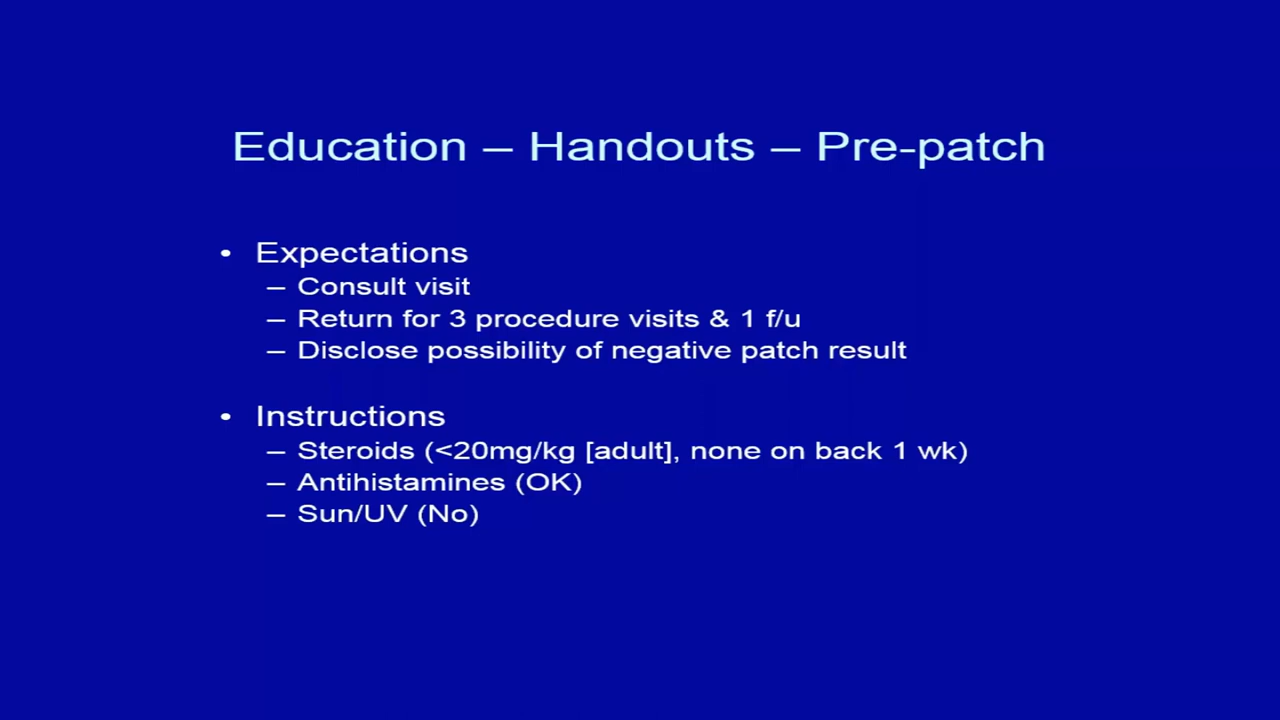 Education – Handouts – Pre-patch
• Expectations
– Consult visit
– Return for 3 procedure visits & 1 f/u
– Disclose possibility of negative patch result
• Instructions
– Steroids (<20mg/kg [adult], none on back 1 wk)
– Antihistamines (OK)
– Sun/UV (No)